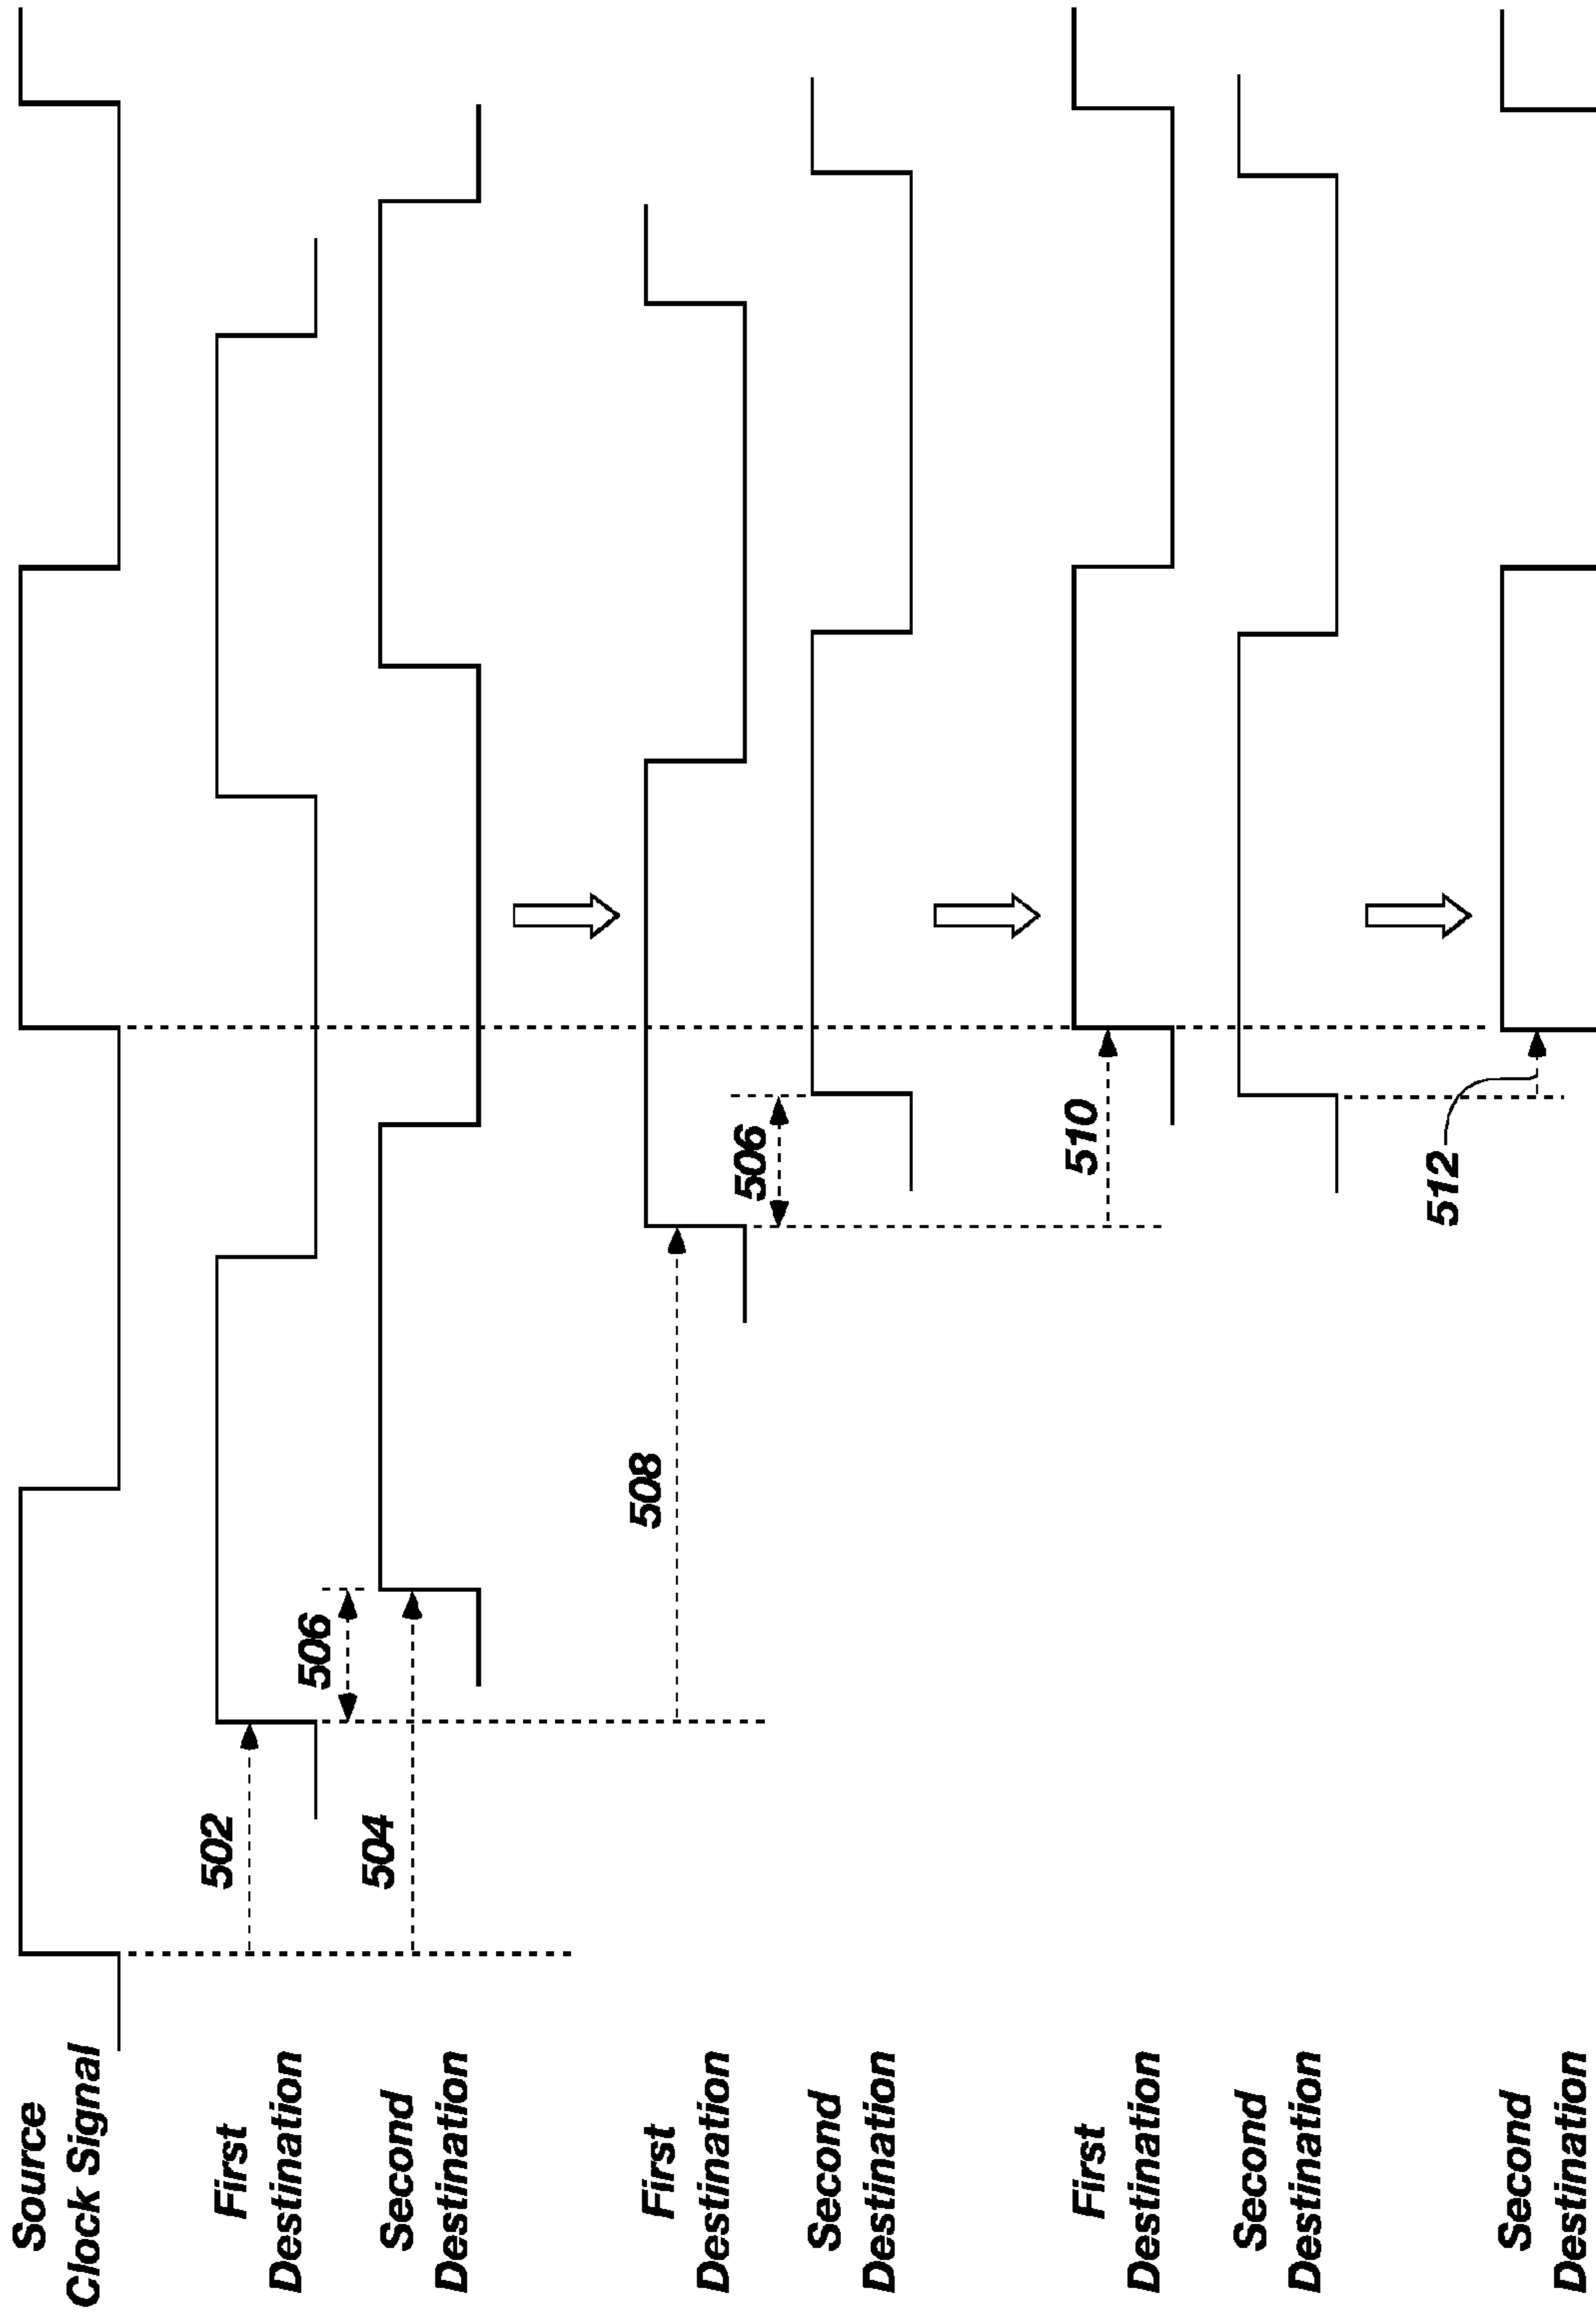 Source
Clock Signal
502
First
Destination
506
504
Second
Destination
508
First
Destination
506
Second
Destination
510
First
Destination
Second
Destination
512
Second
Destination